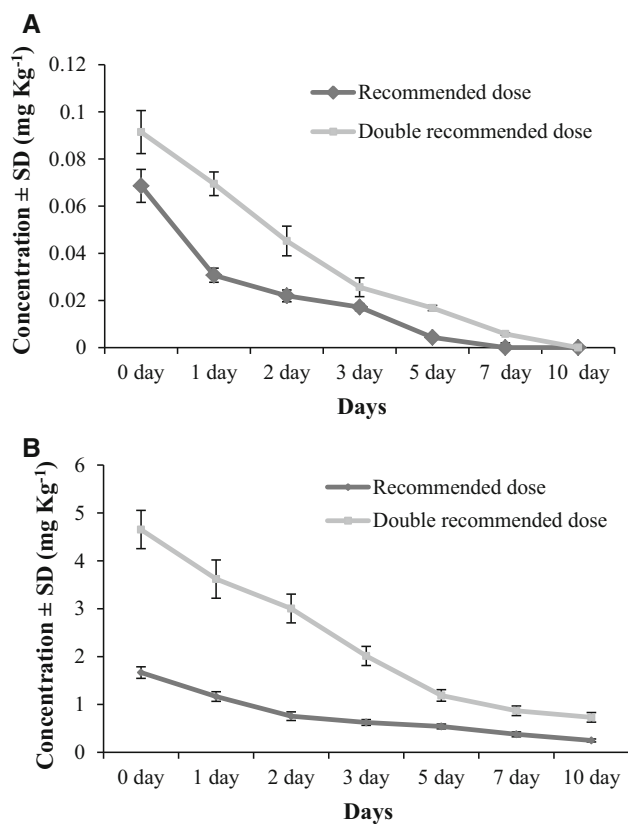 A
Concentration ± SD (mg Kg⁻¹)
0.12
0.1
0.08
0.06
0.04
0.02
0
Recommended dose
Double recommended dose
0 day
1 day
2 day
3 day
5 day
7 day
10 day
Days
B
Concentration ± SD (mg Kg⁻¹)
6
5
4
3
2
1
0
Recommended dose
Double recommended dose
0 day
1 day
2 day
3 day
5 day
7 day
10 day
Days